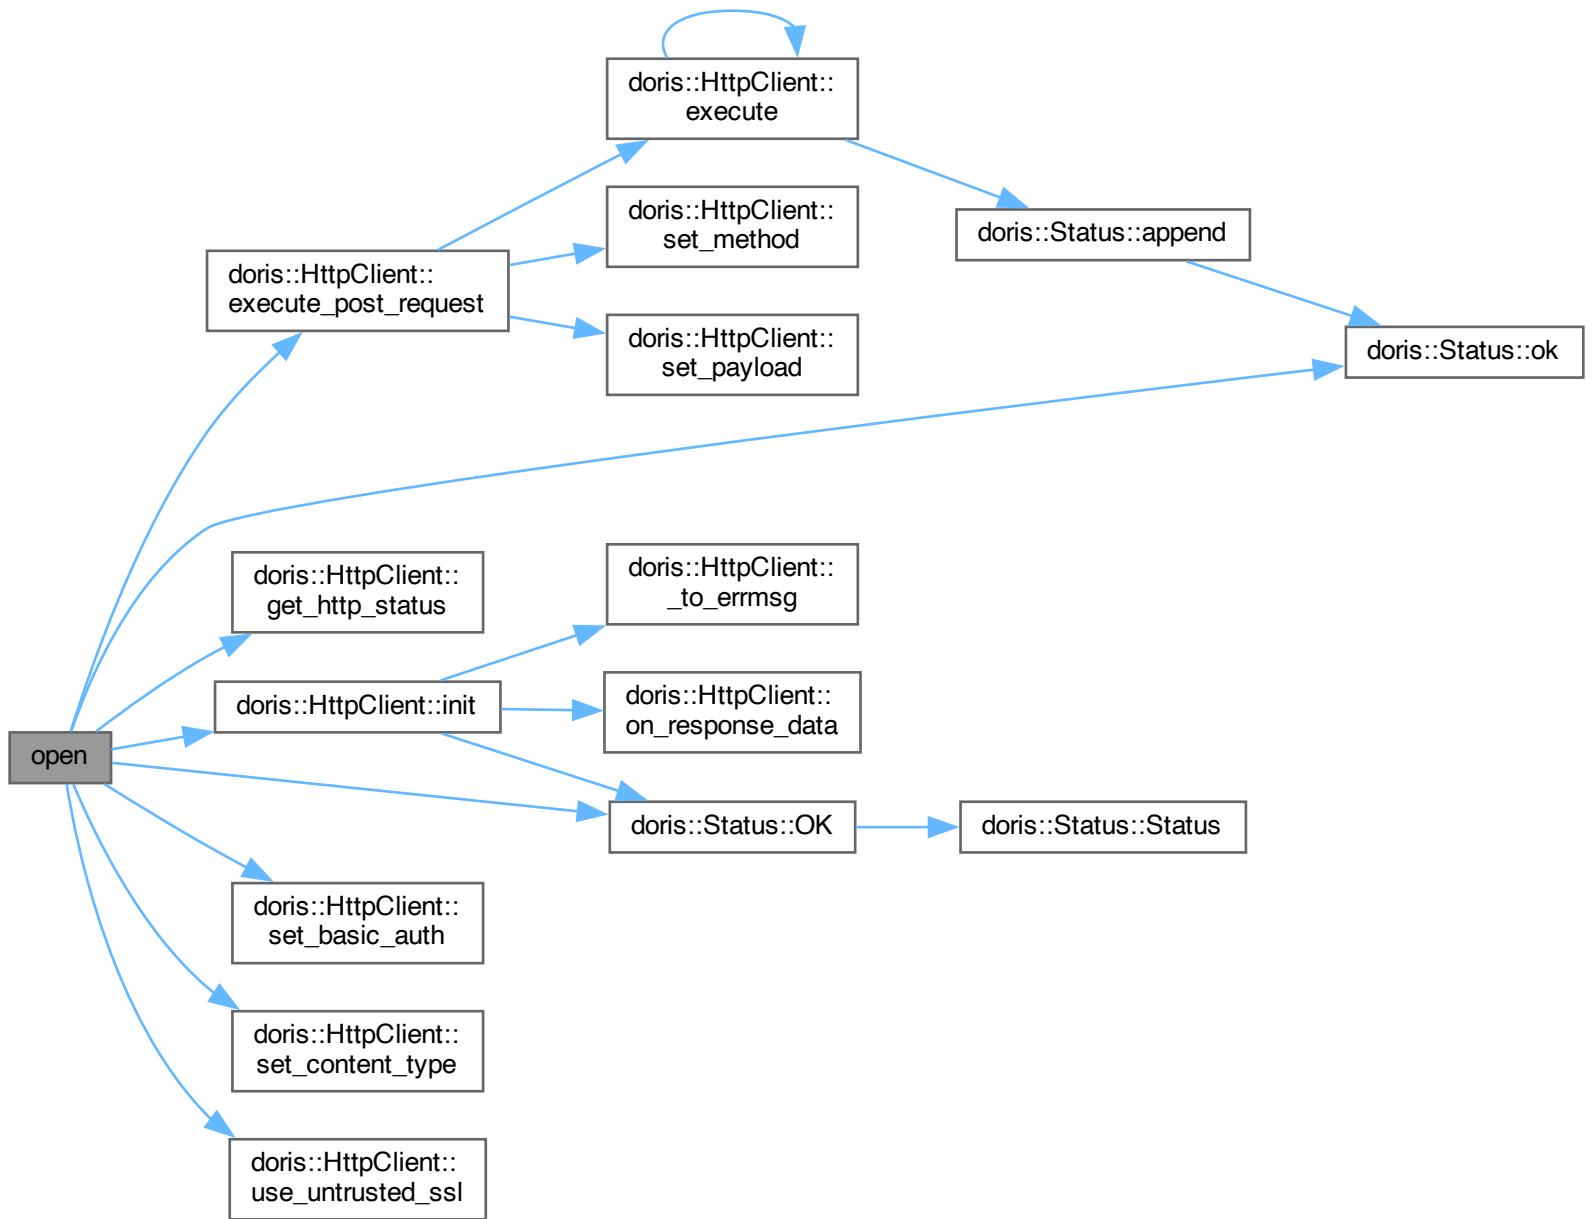 doris::HttpClient::
execute
doris::HttpClient::
set_method
doris::Status::append
doris::HttpClient::
execute_post_request
doris::HttpClient::
set_payload
doris::Status::ok
doris::HttpClient::
get_http_status
doris::HttpClient::
_to_errmsg
doris::HttpClient::init
doris::HttpClient::
on_response_data
open
doris::Status::OK
doris::Status::Status
doris::HttpClient::
set_basic_auth
doris::HttpClient::
set_content_type
doris::HttpClient::
use_untrusted_ssl